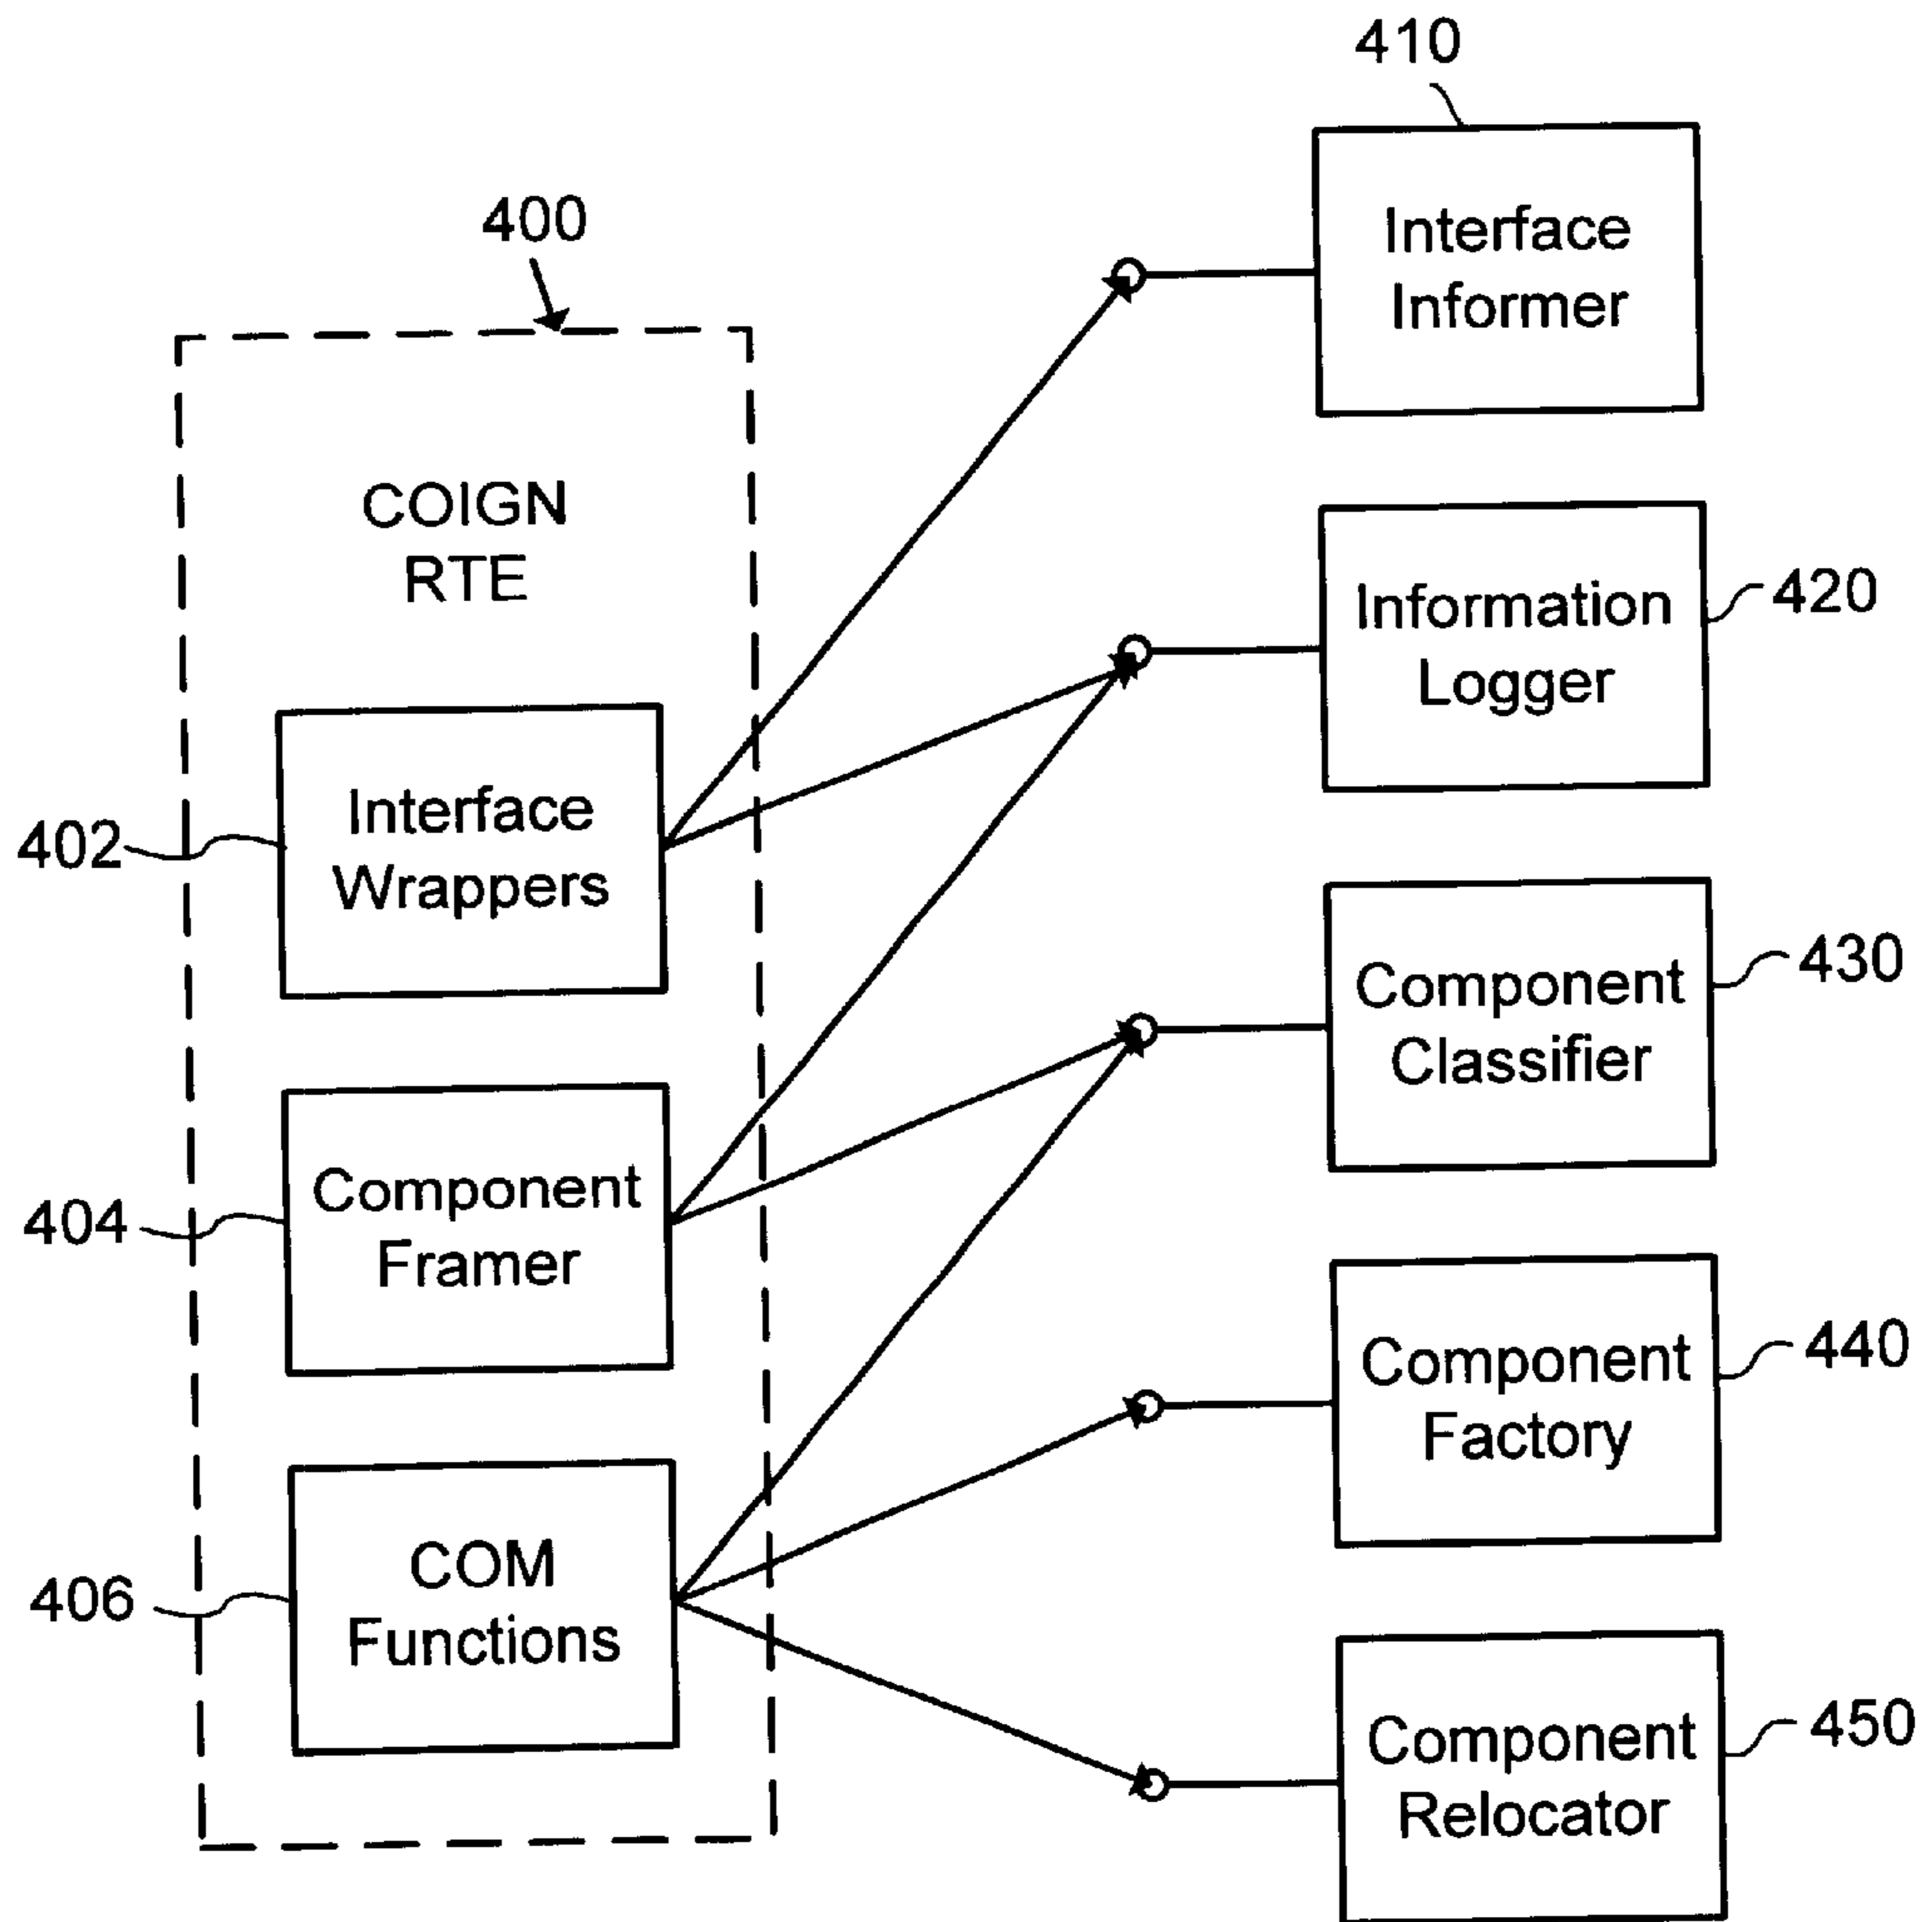 410
Interface
Informer
400
COIGN
RTE
Information
Logger
420
Interface
Wrappers
402
Component
Classifier
430
Component
Framer
404
Component
Factory
440
COM
Functions
406
Component
Relocator
450